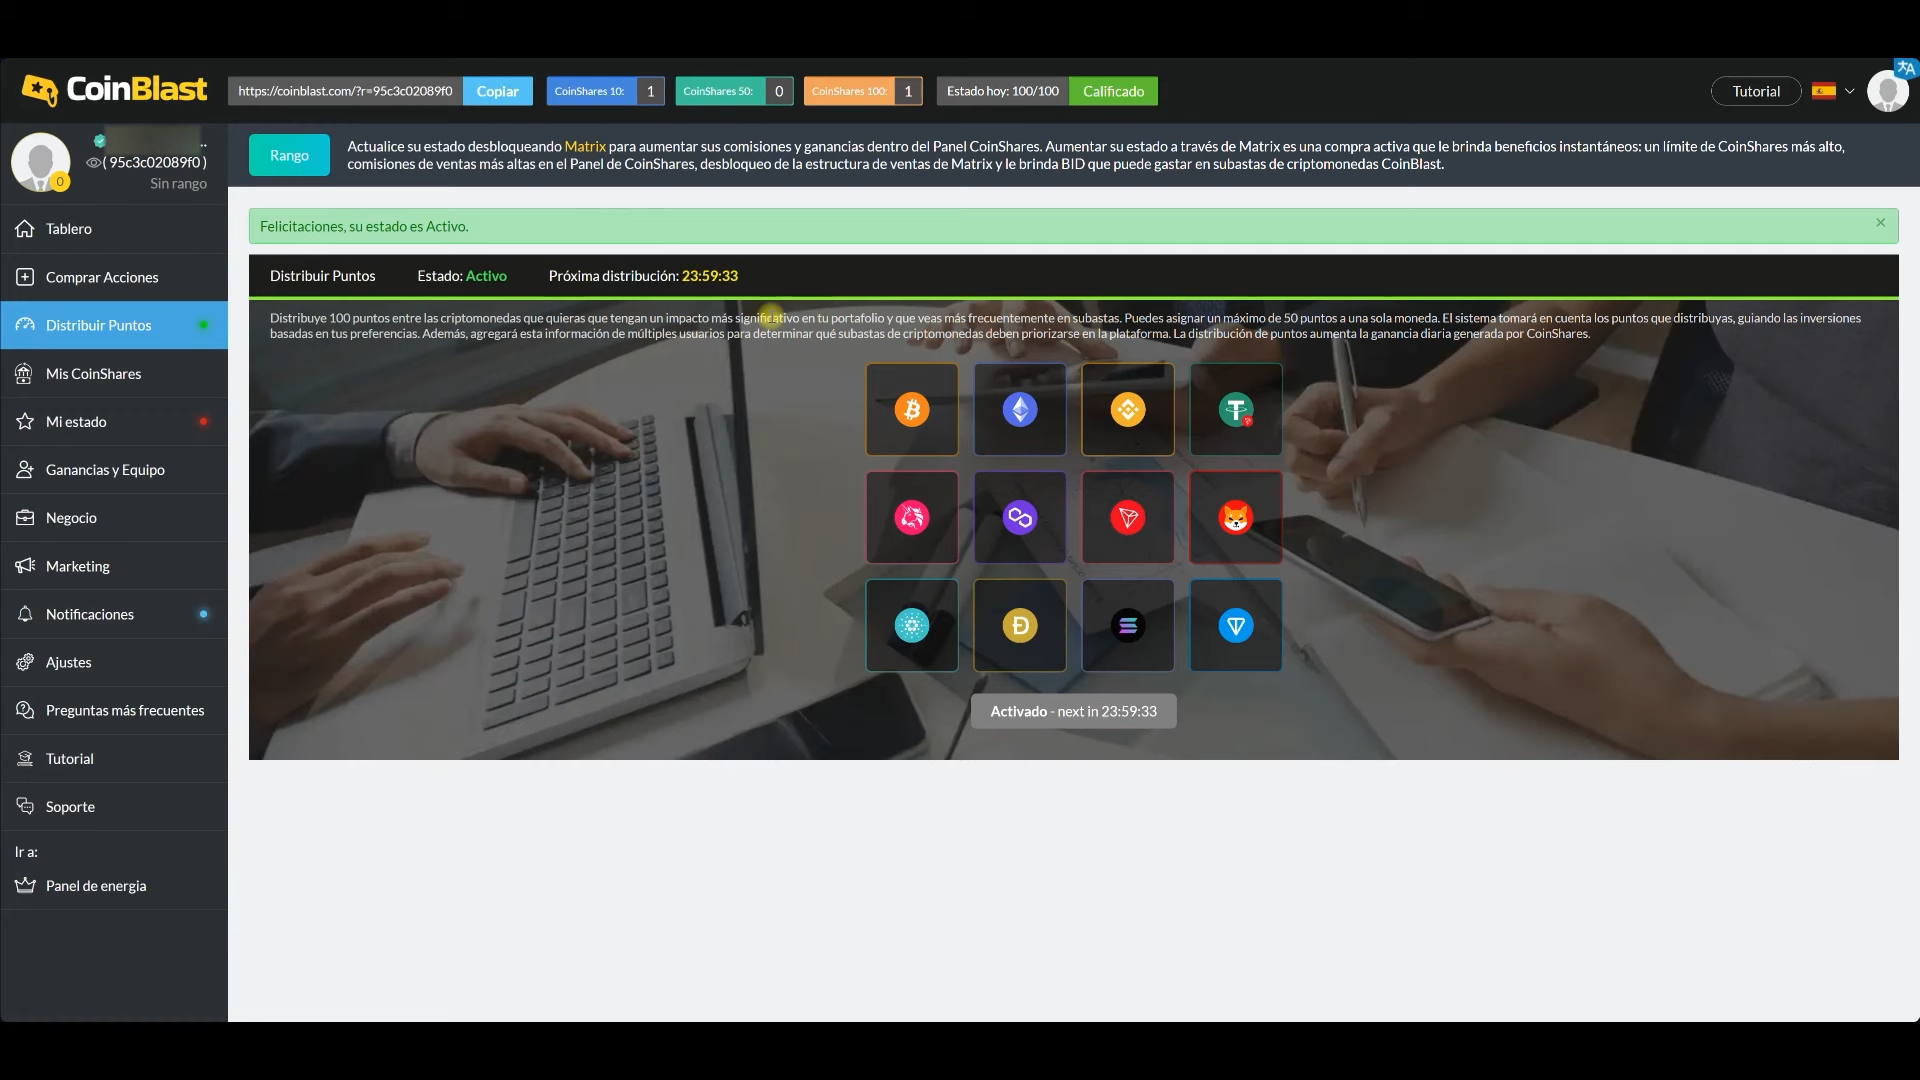 CoinBlast
https://coinblast.com/?r=95c3c02089f0 Copiar CoinShares 10: 1 CoinShares 50: 0 CoinShares 100: 1 Estado hoy: 100/100 Calificado Tutorial
..
(95c3c02089f0)
0
Sin rango
Rango
Actualice su estado desbloqueando Matrix para aumentar sus comisiones y ganancias dentro del Panel CoinShares. Aumentar su estado a través de Matrix es una compra activa que le brinda beneficios instantáneos: un límite de CoinShares más alto,
comisiones de ventas más altas en el Panel de CoinShares, desbloqueo de la estructura de ventas de Matrix y le brinda BID que puede gastar en subastas de criptomonedas CoinBlast.
Tablero
Comprar Acciones
Distribuir Puntos
Mis CoinShares
Mi estado
Ganancias y Equipo
Negocio
Marketing
Notificaciones
Ajustes
Preguntas más frecuentes
Tutorial
Soporte
Ir a:
Panel de energia
Felicitaciones, su estado es Activo. ×
Distribuir Puntos Estado: Activo Próxima distribución: 23:59:33
Distribuye 100 puntos entre las criptomonedas que quieras que tengan un impacto más significativo en tu portafolio y que veas más frecuentemente en subastas. Puedes asignar un máximo de 50 puntos a una sola moneda. El sistema tomará en cuenta los puntos que distribuyas, guiando las inversiones
basadas en tus preferencias. Además, agregará esta información de múltiples usuarios para determinar qué subastas de criptomonedas deben priorizarse en la plataforma. La distribución de puntos aumenta la ganancia diaria generada por CoinShares.
Activado - next in 23:59:33